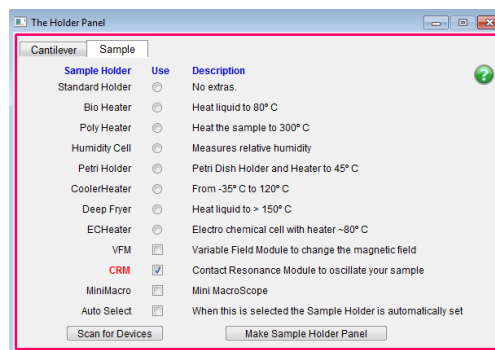 The Holder Panel
Cantilever Sample
Sample Holder Use Description
Standard Holder No extras.
Bio Heater Heat liquid to 80° C
Poly Heater Heat the sample to 300° C
Humidity Cell Measures relative humidity
Petri Holder Petri Dish Holder and Heater to 45° C
CoolerHeater From -35° C to 120° C
Deep Fryer Heat liquid to > 150° C
ECHeater Electro chemical cell with heater ~80° C
VFM Variable Field Module to change the magnetic field
CRM Contact Resonance Module to oscillate your sample
MiniMacro Mini MacroScope
Auto Select When this is selected the Sample Holder is automatically set
Scan for Devices Make Sample Holder Panel